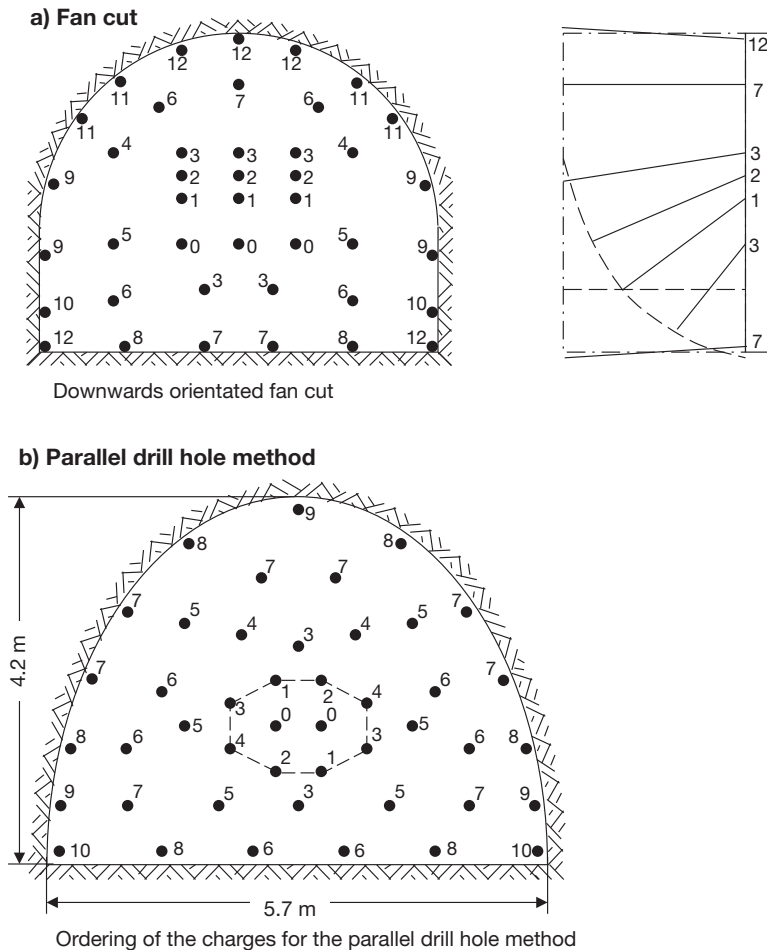 a) Fan cut
12
12 12
11 6 7 6 11
11 11
4 3 3 3 4
2 2 2
9 1 1 1 9
5 0 0 0 5
9 9
3 3
10 6 6 10
12 8 7 7 8 12
12
7
3
2
1
3
7
Downwards orientated fan cut
b) Parallel drill hole method
9
8 8
7 7
7 5 5 7
4 3 4
7 1 2 7
6 6
3 4
0 0
5 5
8 6 4 3 6 8
2 1
9 7 5 3 5 7 9
10 8 6 6 8 10
4.2 m
5.7 m
Ordering of the charges for the parallel drill hole method